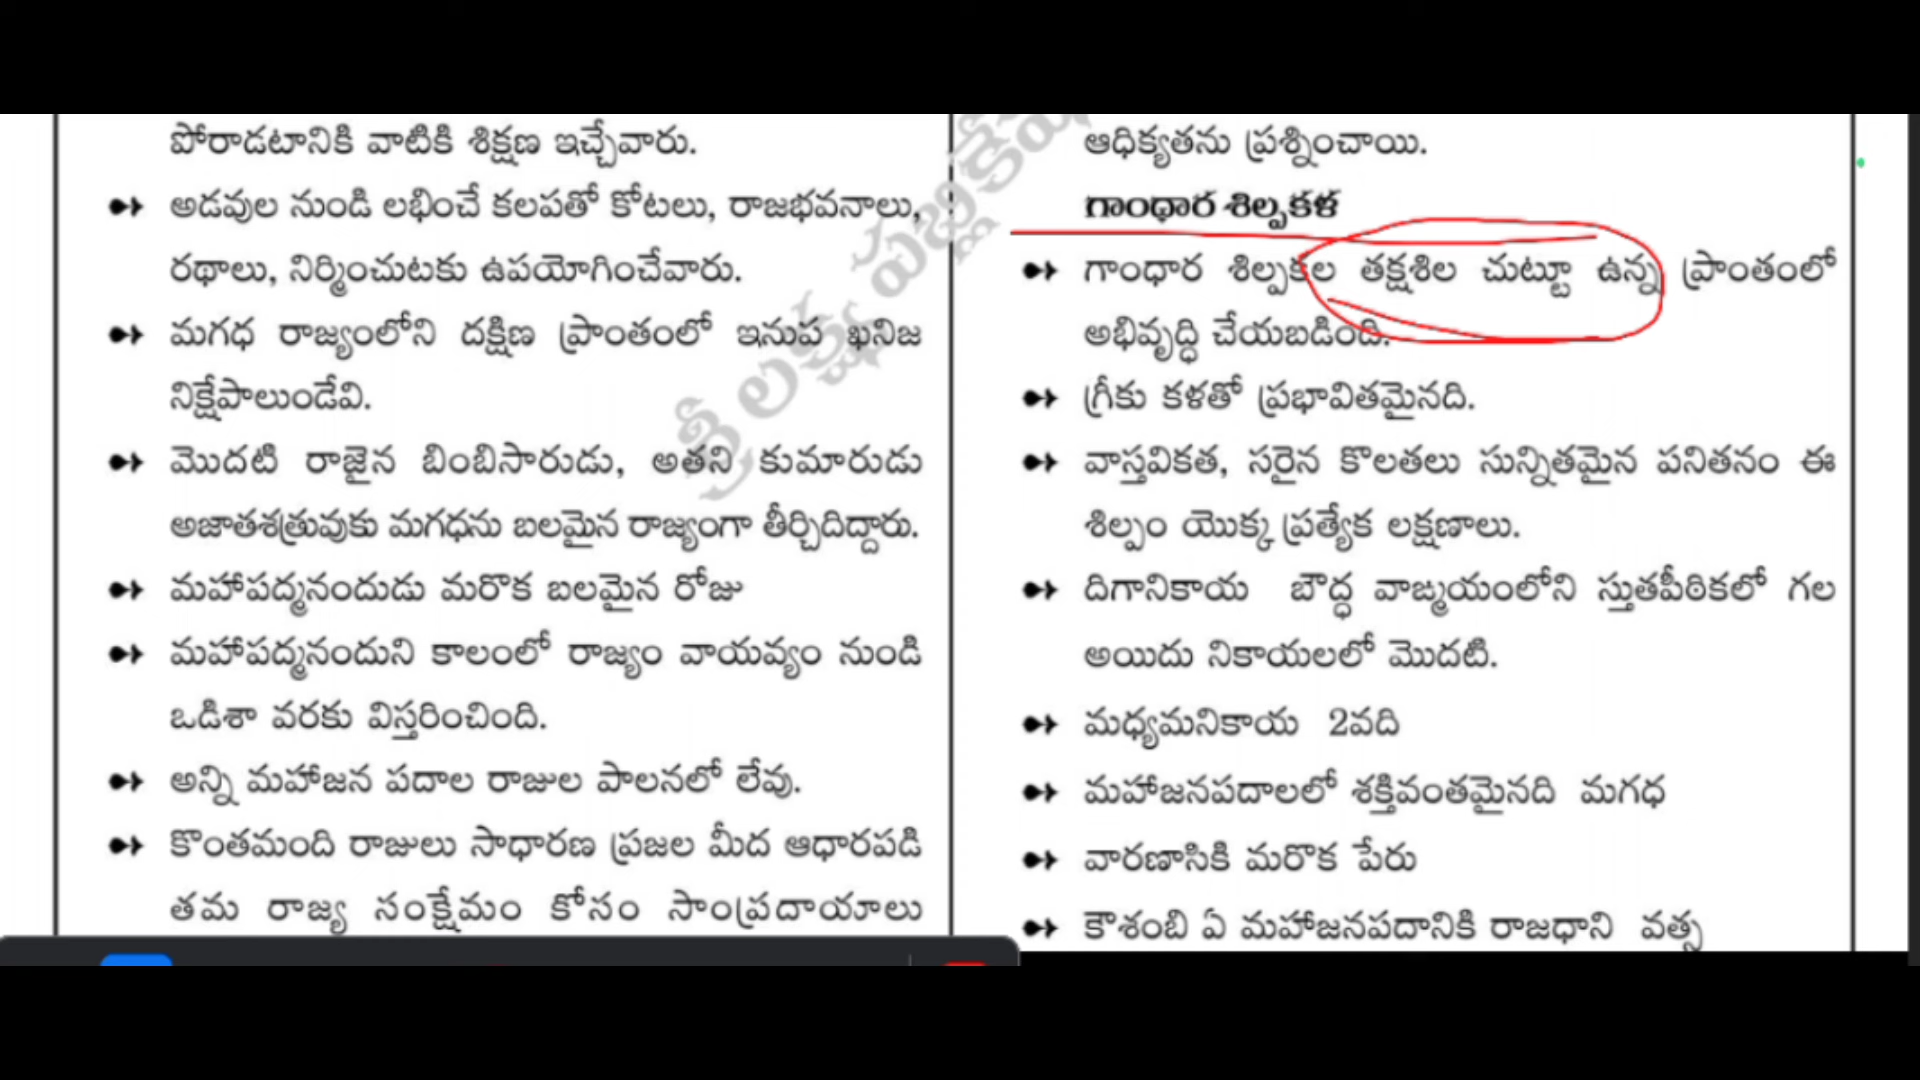 పోరాడటానికి వాటికి శిక్షణ ఇచ్చేవారు.
అడవుల నుండి లభించే కలపతో కోటలు, రాజభవనాలు,
రథాలు, నిర్మించుటకు ఉపయోగించేవారు.
మగధ రాజ్యంలోని దక్షిణ ప్రాంతంలో ఇనుప ఖనిజ
నిక్షేపాలుండేవి.
మొదటి రాజైన బింబిసారుడు, అతని కుమారుడు
అజాతశత్రువుకు మగధను బలమైన రాజ్యంగా తీర్చిదిద్దారు.
మహాపద్మనందుడు మరొక బలమైన రోజు
మహాపద్మనందుని కాలంలో రాజ్యం వాయవ్యం నుండి
ఒడిశా వరకు విస్తరించింది.
అన్ని మహాజన పదాల రాజుల పాలనలో లేవు.
కొంతమంది రాజులు సాధారణ ప్రజల మీద ఆధారపడి
తమ రాజ్య సంక్షేమం కోసం సాంప్రదాయాలు
ఆధిక్యతను ప్రశ్నించాయి.
గాంధార శిల్పకళ
గాంధార శిల్పకల తక్షశిల చుట్టూ ఉన్న ప్రాంతంలో
అభివృద్ధి చేయబడింది.
గ్రీకు కళతో ప్రభావితమైనది.
వాస్తవికత, సరైన కొలతలు సున్నితమైన పనితనం ఈ
శిల్పం యొక్క ప్రత్యేక లక్షణాలు.
దిగానికాయ బౌద్ధ వాఙ్మయంలోని స్తుతపీఠికలో గల
అయిదు నికాయలలో మొదటి.
మధ్యమనికాయ 2వది
మహాజనపదాలలో శక్తివంతమైనది మగధ
వారణాసికి మరొక పేరు
కౌశంబి ఏ మహాజనపదానికి రాజధాని వత్స
శ్రీ లక్ష్మీ